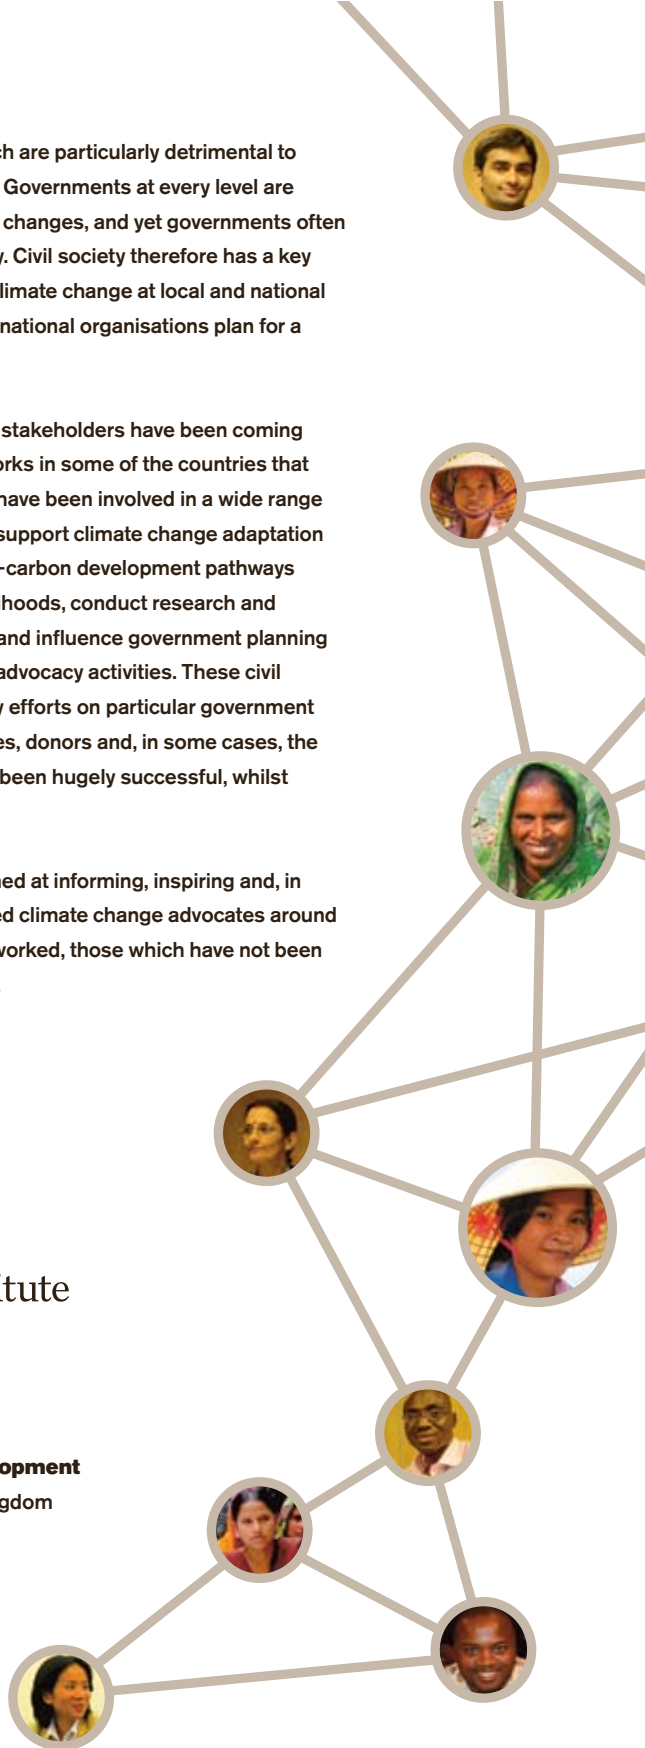 ch are particularly detrimental to
Governments at every level are
changes, and yet governments often
y. Civil society therefore has a key
limate change at local and national
national organisations plan for a
stakeholders have been coming
orks in some of the countries that
have been involved in a wide range
support climate change adaptation
-carbon development pathways
lihoods, conduct research and
and influence government planning
advocacy activities. These civil
y efforts on particular government
es, donors and, in some cases, the
been hugely successful, whilst
ned at informing, inspiring and, in
ed climate change advocates around
worked, those which have not been
.
itute
opment
gdom